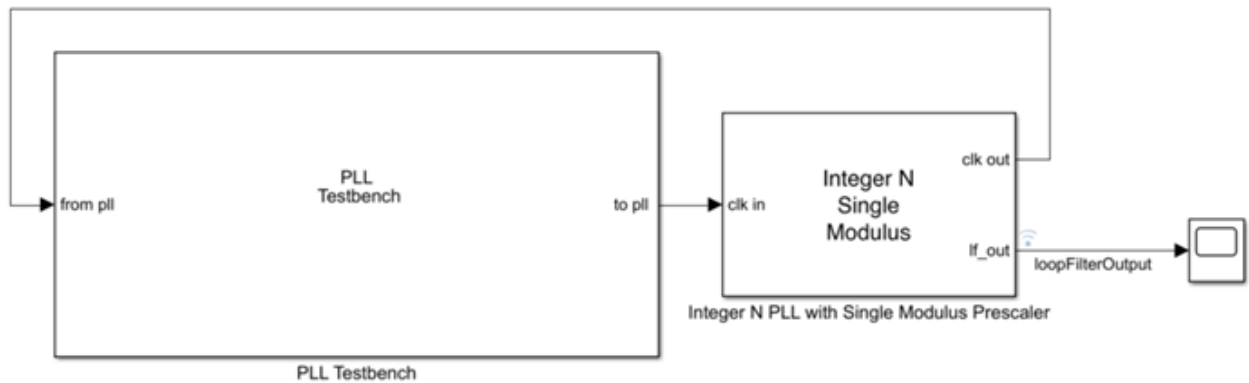 PLL
Testbench
from pll
to pll
PLL Testbench
clk in
Integer N
Single
Modulus
clk out
lf_out
loopFilterOutput
Integer N PLL with Single Modulus Prescaler